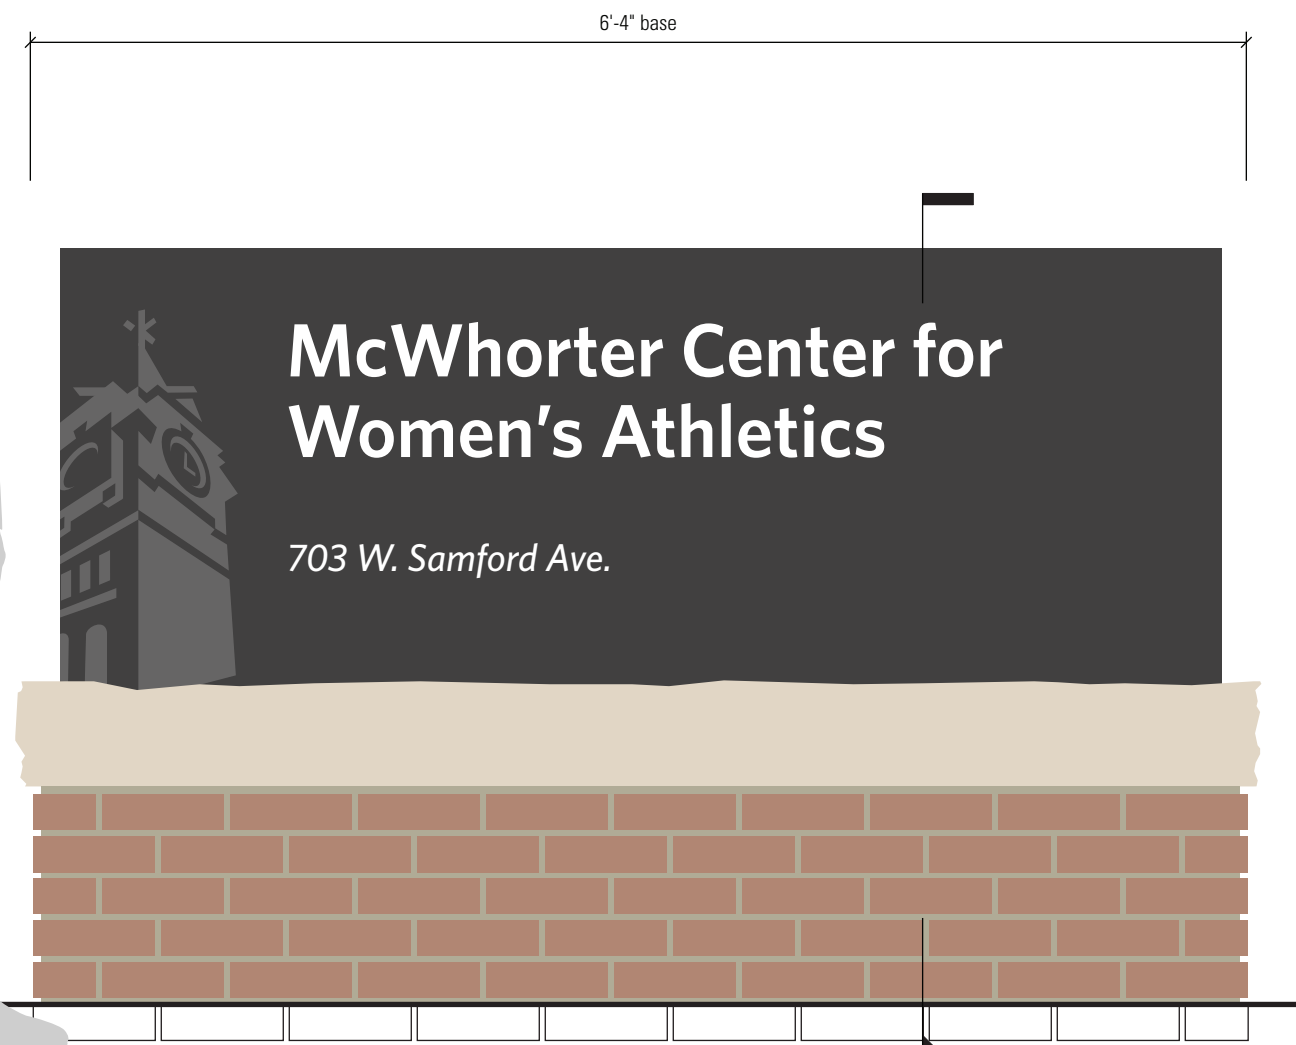 6'-4" base
McWhorter Center for
Women’s Athletics
703 W. Samford Ave.